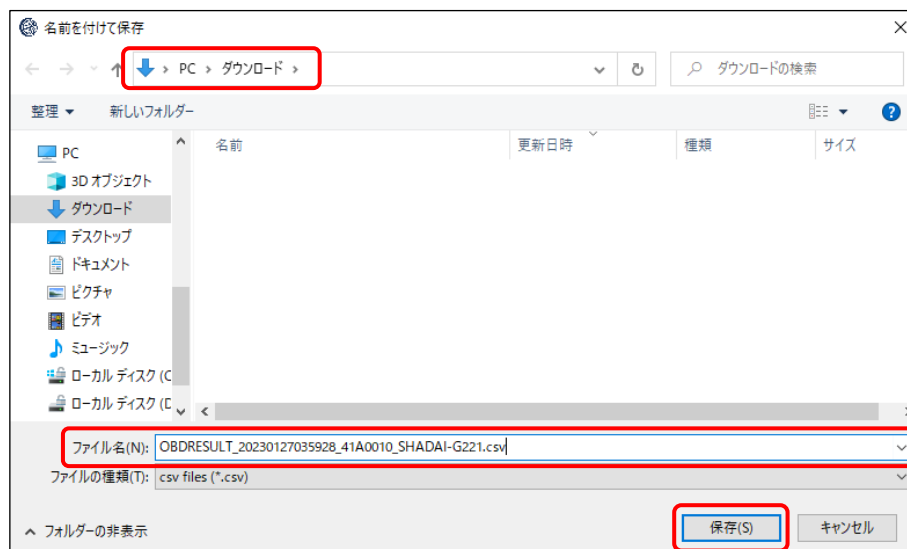 名前を付けて保存
PC › ダウンロード ›
ダウンロードの検索
整理
新しいフォルダー
名前 更新日時 種類 サイズ
PC
3D オブジェクト
ダウンロード
デスクトップ
ドキュメント
ピクチャ
ビデオ
ミュージック
ローカル ディスク (C
ローカル ディスク (D
ファイル名(N): OBDRESULT_20230127035928_41A0010_SHADAI-G221.csv
ファイルの種類(T): csv files (*.csv)
フォルダーの非表示
保存(S)
キャンセル